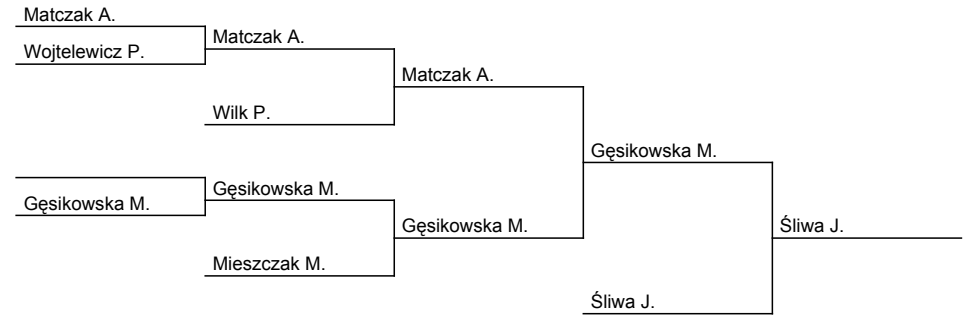 Matczak A.
Wojtelewicz P.
Matczak A.
Wilk P.
Matczak A.
Gęsikowska M.
Gęsikowska M.
Mieszczak M.
Gęsikowska M.
Gęsikowska M.
Śliwa J.
Śliwa J.